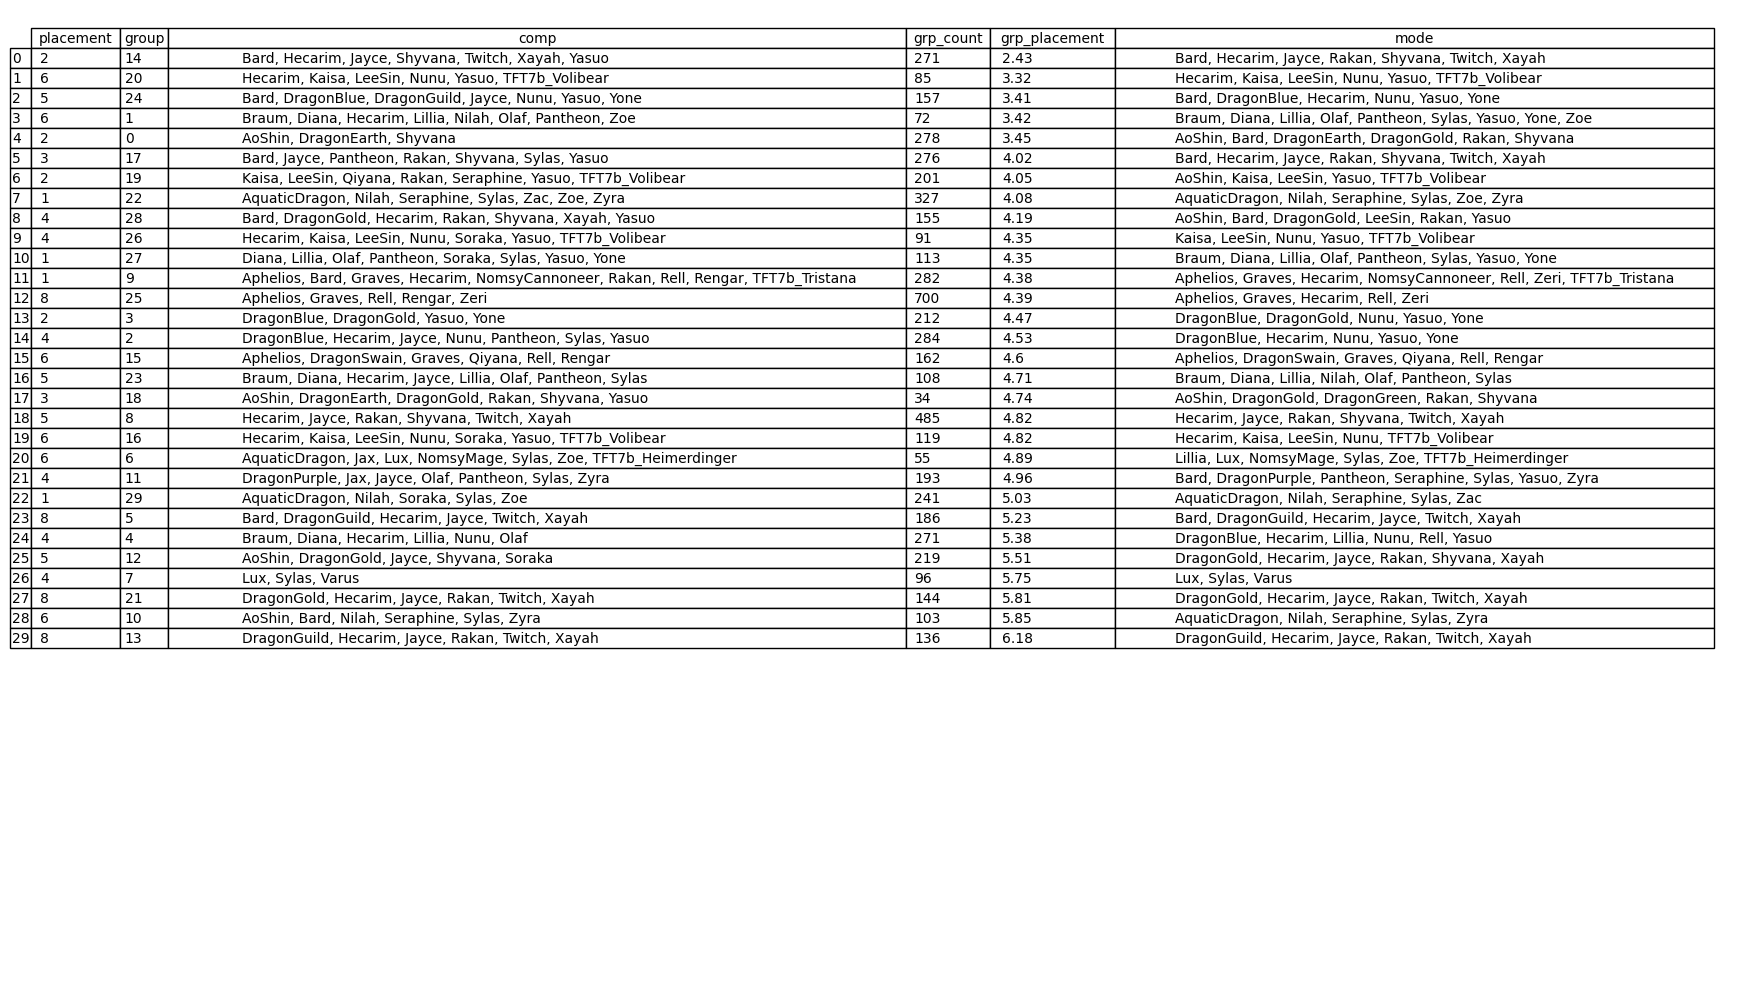 placement group comp grp_count grp_placement mode
0 2 14 Bard, Hecarim, Jayce, Shyvana, Twitch, Xayah, Yasuo 271 2.43 Bard, Hecarim, Jayce, Rakan, Shyvana, Twitch, Xayah
1 6 20 Hecarim, Kaisa, LeeSin, Nunu, Yasuo, TFT7b_Volibear 85 3.32 Hecarim, Kaisa, LeeSin, Nunu, Yasuo, TFT7b_Volibear
2 5 24 Bard, DragonBlue, DragonGuild, Jayce, Nunu, Yasuo, Yone 157 3.41 Bard, DragonBlue, Hecarim, Nunu, Yasuo, Yone
3 6 1 Braum, Diana, Hecarim, Lillia, Nilah, Olaf, Pantheon, Zoe 72 3.42 Braum, Diana, Lillia, Olaf, Pantheon, Sylas, Yasuo, Yone, Zoe
4 2 0 AoShin, DragonEarth, Shyvana 278 3.45 AoShin, Bard, DragonEarth, DragonGold, Rakan, Shyvana
5 3 17 Bard, Jayce, Pantheon, Rakan, Shyvana, Sylas, Yasuo 276 4.02 Bard, Hecarim, Jayce, Rakan, Shyvana, Twitch, Xayah
6 2 19 Kaisa, LeeSin, Qiyana, Rakan, Seraphine, Yasuo, TFT7b_Volibear 201 4.05 AoShin, Kaisa, LeeSin, Yasuo, TFT7b_Volibear
7 1 22 AquaticDragon, Nilah, Seraphine, Sylas, Zac, Zoe, Zyra 327 4.08 AquaticDragon, Nilah, Seraphine, Sylas, Zoe, Zyra
8 4 28 Bard, DragonGold, Hecarim, Rakan, Shyvana, Xayah, Yasuo 155 4.19 AoShin, Bard, DragonGold, LeeSin, Rakan, Yasuo
9 4 26 Hecarim, Kaisa, LeeSin, Nunu, Soraka, Yasuo, TFT7b_Volibear 91 4.35 Kaisa, LeeSin, Nunu, Yasuo, TFT7b_Volibear
10 1 27 Diana, Lillia, Olaf, Pantheon, Soraka, Sylas, Yasuo, Yone 113 4.35 Braum, Diana, Lillia, Olaf, Pantheon, Sylas, Yasuo, Yone
11 1 9 Aphelios, Bard, Graves, Hecarim, NomsyCannoneer, Rakan, Rell, Rengar, TFT7b_Tristana 282 4.38 Aphelios, Graves, Hecarim, NomsyCannoneer, Rell, Zeri, TFT7b_Tristana
12 8 25 Aphelios, Graves, Rell, Rengar, Zeri 700 4.39 Aphelios, Graves, Hecarim, Rell, Zeri
13 2 3 DragonBlue, DragonGold, Yasuo, Yone 212 4.47 DragonBlue, DragonGold, Nunu, Yasuo, Yone
14 4 2 DragonBlue, Hecarim, Jayce, Nunu, Pantheon, Sylas, Yasuo 284 4.53 DragonBlue, Hecarim, Nunu, Yasuo, Yone
15 6 15 Aphelios, DragonSwain, Graves, Qiyana, Rell, Rengar 162 4.6 Aphelios, DragonSwain, Graves, Qiyana, Rell, Rengar
16 5 23 Braum, Diana, Hecarim, Jayce, Lillia, Olaf, Pantheon, Sylas 108 4.71 Braum, Diana, Lillia, Nilah, Olaf, Pantheon, Sylas
17 3 18 AoShin, DragonEarth, DragonGold, Rakan, Shyvana, Yasuo 34 4.74 AoShin, DragonGold, DragonGreen, Rakan, Shyvana
18 5 8 Hecarim, Jayce, Rakan, Shyvana, Twitch, Xayah 485 4.82 Hecarim, Jayce, Rakan, Shyvana, Twitch, Xayah
19 6 16 Hecarim, Kaisa, LeeSin, Nunu, Soraka, Yasuo, TFT7b_Volibear 119 4.82 Hecarim, Kaisa, LeeSin, Nunu, TFT7b_Volibear
20 6 6 AquaticDragon, Jax, Lux, NomsyMage, Sylas, Zoe, TFT7b_Heimerdinger 55 4.89 Lillia, Lux, NomsyMage, Sylas, Zoe, TFT7b_Heimerdinger
21 4 11 DragonPurple, Jax, Jayce, Olaf, Pantheon, Sylas, Zyra 193 4.96 Bard, DragonPurple, Pantheon, Seraphine, Sylas, Yasuo, Zyra
22 1 29 AquaticDragon, Nilah, Soraka, Sylas, Zoe 241 5.03 AquaticDragon, Nilah, Seraphine, Sylas, Zac
23 8 5 Bard, DragonGuild, Hecarim, Jayce, Twitch, Xayah 186 5.23 Bard, DragonGuild, Hecarim, Jayce, Twitch, Xayah
24 4 4 Braum, Diana, Hecarim, Lillia, Nunu, Olaf 271 5.38 DragonBlue, Hecarim, Lillia, Nunu, Rell, Yasuo
25 5 12 AoShin, DragonGold, Jayce, Shyvana, Soraka 219 5.51 DragonGold, Hecarim, Jayce, Rakan, Shyvana, Xayah
26 4 7 Lux, Sylas, Varus 96 5.75 Lux, Sylas, Varus
27 8 21 DragonGold, Hecarim, Jayce, Rakan, Twitch, Xayah 144 5.81 DragonGold, Hecarim, Jayce, Rakan, Twitch, Xayah
28 6 10 AoShin, Bard, Nilah, Seraphine, Sylas, Zyra 103 5.85 AquaticDragon, Nilah, Seraphine, Sylas, Zyra
29 8 13 DragonGuild, Hecarim, Jayce, Rakan, Twitch, Xayah 136 6.18 DragonGuild, Hecarim, Jayce, Rakan, Twitch, Xayah